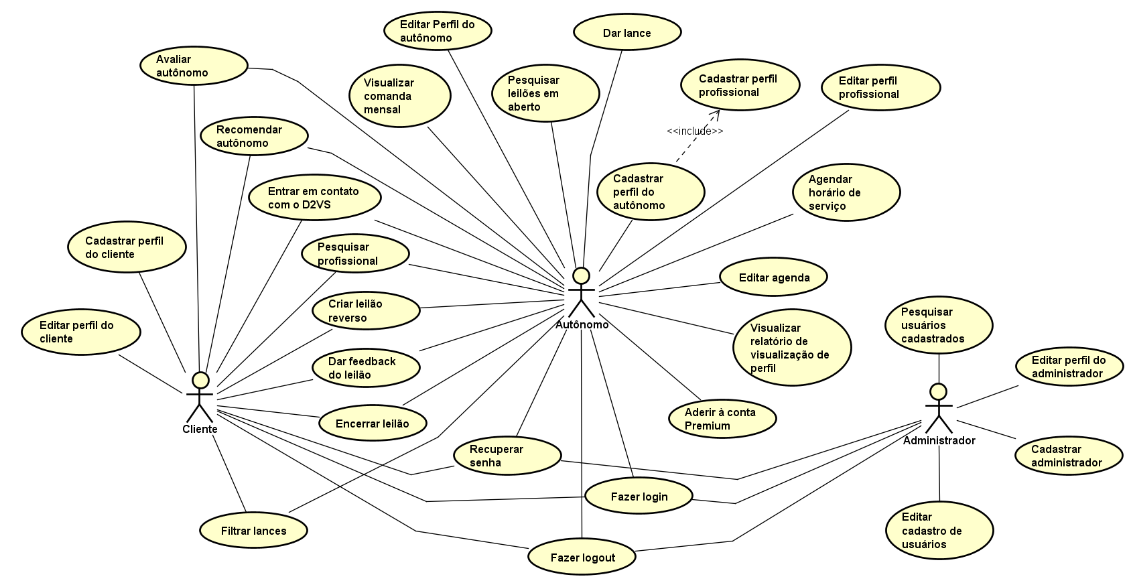 Editar Perfil do
autônomo
Dar lance
Avaliar
autônomo
Visualizar
comanda
mensal
Pesquisar
leilões em
aberto
Cadastrar perfil
profissional
Editar perfil
profissional
<<include>>
Recomendar
autônomo
Entrar em contato
com o D2VS
Cadastrar
perfil do
autônomo
Agendar
horário de
serviço
Cadastrar perfil
do cliente
Pesquisar
profissional
Editar agenda
Criar leilão
reverso
Autônomo
Editar perfil do
cliente
Visualizar
relatório de
visualização de
perfil
Pesquisar
usuários
cadastrados
Dar feedback
do leilão
Editar perfil do
administrador
Cliente
Encerrar leilão
Aderir à conta
Premium
Administrador
Recuperar
senha
Cadastrar
administrador
Fazer login
Filtrar lances
Editar
cadastro de
usuários
Fazer logout